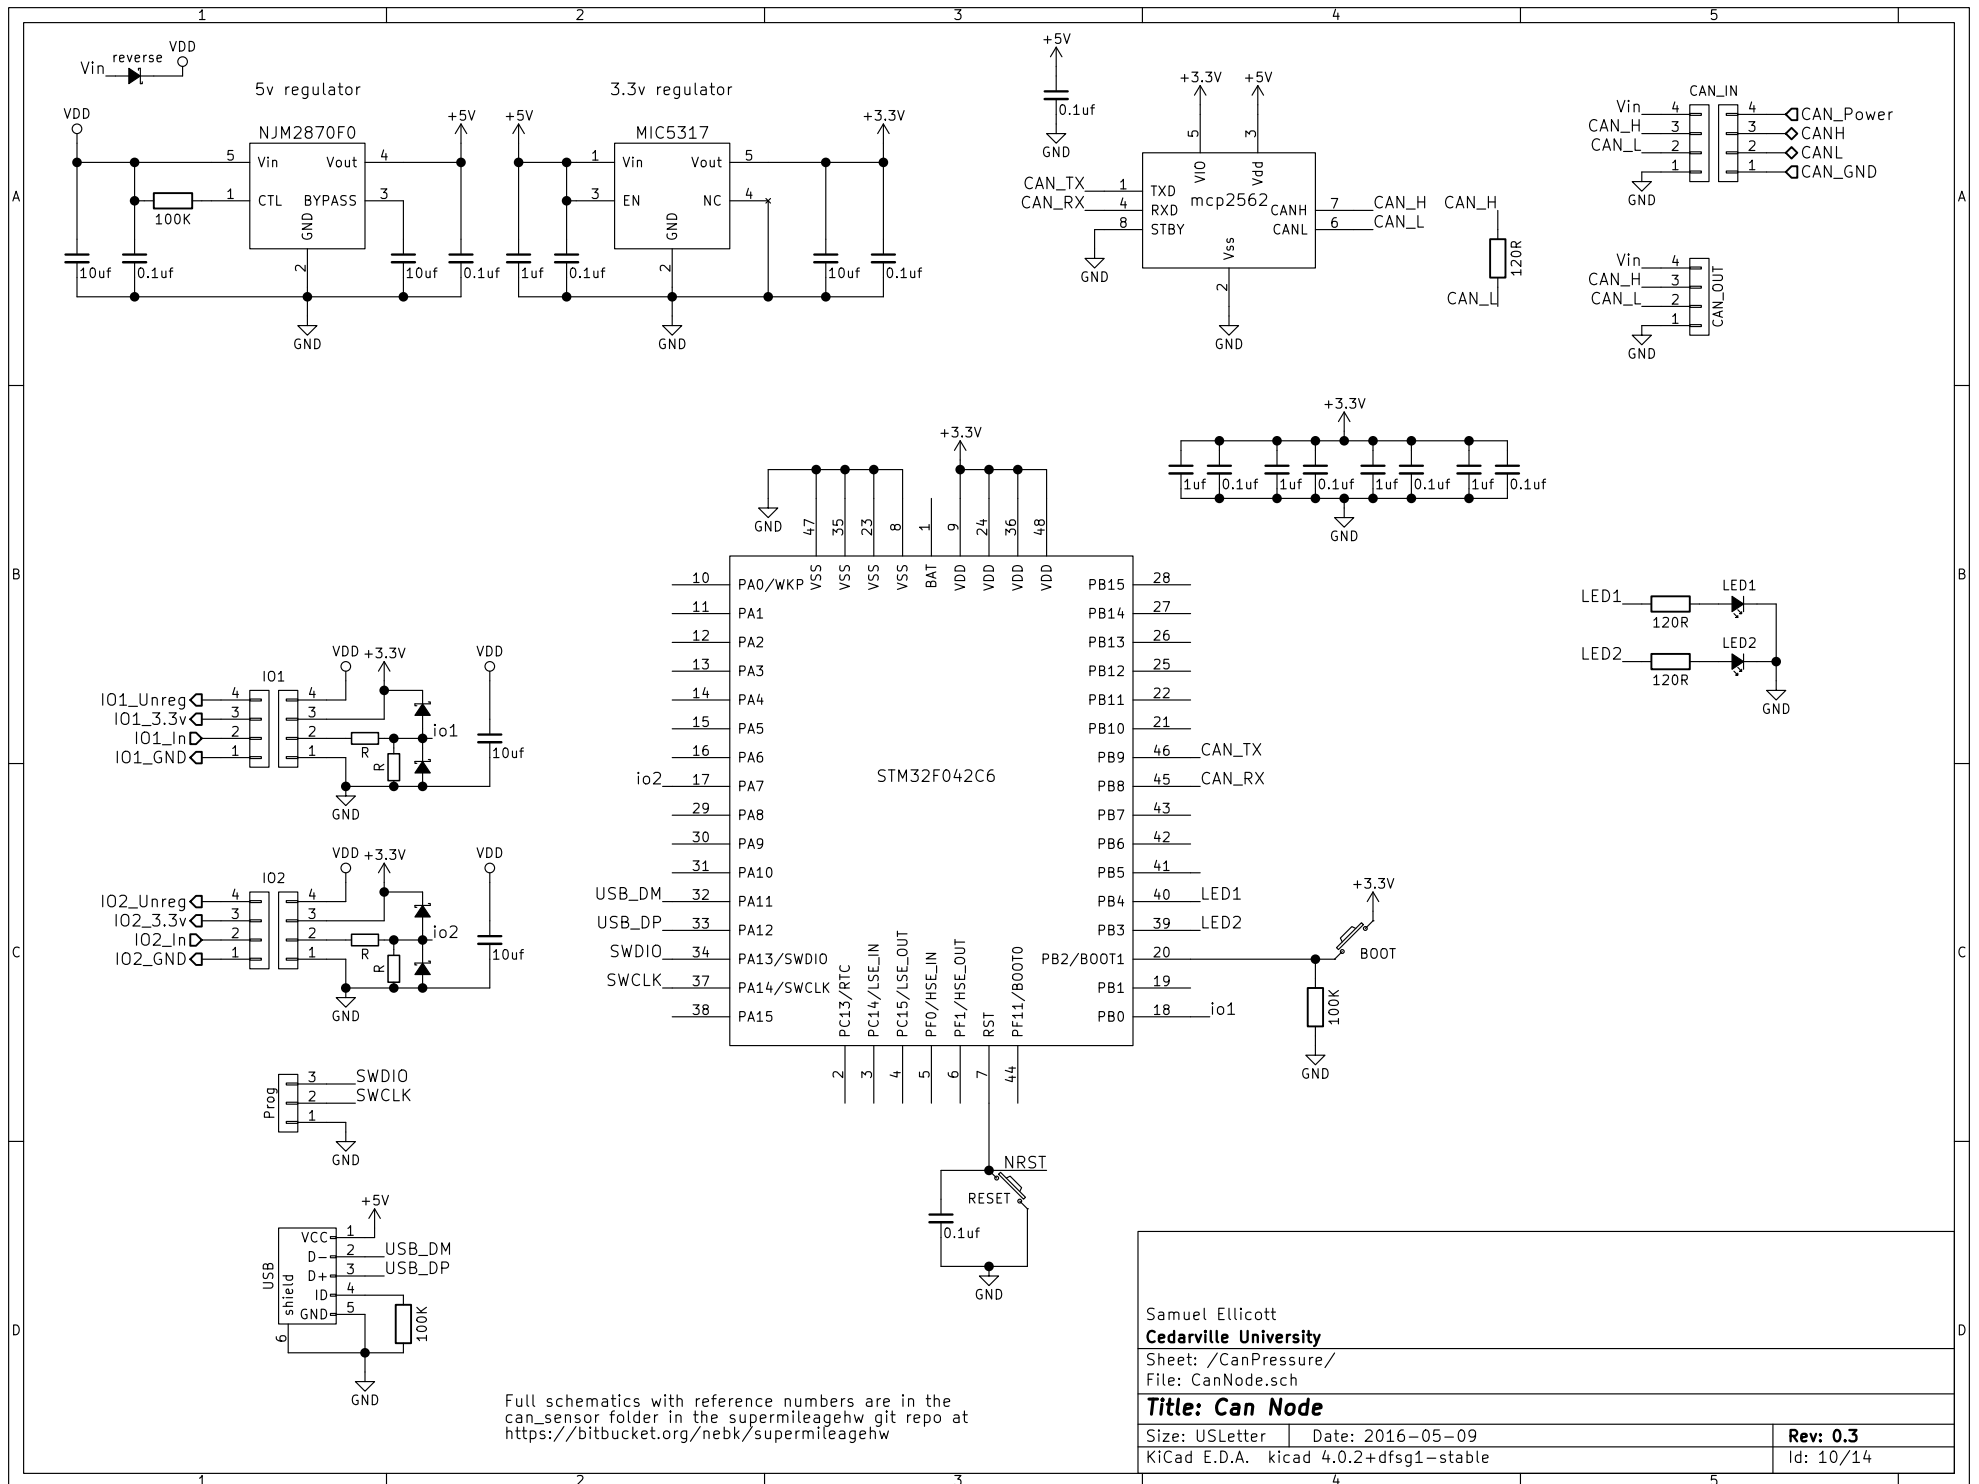 1 2 3 4 5
A
B
C
D
Vin reverse VDD
5v regulator
VDD
NJM2870F0
+5V
5 Vin Vout 4
1 CTL BYPASS 3
100K
GND
2
10uf 0.1uf 10uf 0.1uf
GND
3.3v regulator
+5V
MIC5317
+3.3V
1 Vin Vout 5
3 EN NC 4
GND
2
1uf 0.1uf 10uf 0.1uf
GND
+5V
0.1uf
GND
+3.3V +5V
5 3
VIO Vdd
CAN_TX 1 TXD
CAN_RX 4 RXD
8 STBY
mcp2562
CANH 7 CAN_H
CANL 6 CAN_L
Vss
2
GND
GND
CAN_H
120R
CAN_L
CAN_IN
Vin 4 4 CAN_Power
CAN_H 3 3 CANH
CAN_L 2 2 CANL
1 1 CAN_GND
GND
Vin 4
CAN_H 3
CAN_L 2
1
CAN_OUT
GND
+3.3V
1uf 0.1uf 1uf 0.1uf 1uf 0.1uf 1uf 0.1uf
GND
+3.3V
GND
47 35 23 8 1 9 24 36 48
VSS VSS VSS VSS BAT VDD VDD VDD VDD
10 PA0/WKP
11 PA1
12 PA2
13 PA3
14 PA4
15 PA5
16 PA6
io2 17 PA7
29 PA8
30 PA9
31 PA10
USB_DM 32 PA11
USB_DP 33 PA12
SWDIO 34 PA13/SWDIO
SWCLK 37 PA14/SWCLK
38 PA15
STM32F042C6
PB15 28
PB14 27
PB13 26
PB12 25
PB11 22
PB10 21
PB9 46 CAN_TX
PB8 45 CAN_RX
PB7 43
PB6 42
PB5 41
PB4 40 LED1
PB3 39 LED2
PB2/BOOT1 20
PB1 19
PB0 18 io1
PC13/RTC PC14/LSE_IN PC15/LSE_OUT PF0/HSE_IN PF1/HSE_OUT RST PF11/BOOT0
2 3 4 5 6 7 44
+3.3V
BOOT
100K
GND
NRST
RESET
0.1uf
GND
LED1 120R LED1
LED2 120R LED2
GND
VDD +3.3V VDD
IO1
IO1_Unreg 4 4
IO1_3.3v 3 3
IO1_In 2 2
IO1_GND 1 1
R
R
io1
10uf
GND
VDD +3.3V VDD
IO2
IO2_Unreg 4 4
IO2_3.3v 3 3
IO2_In 2 2
IO2_GND 1 1
R
R
io2
10uf
GND
Prog
3 SWDIO
2 SWCLK
1
GND
+5V
USB
shield
VCC 1
D- 2 USB_DM
D+ 3 USB_DP
ID 4
GND 5
6
100K
GND
Full schematics with reference numbers are in the
can_sensor folder in the supermileagehw git repo at
https://bitbucket.org/nebk/supermileagehw
Samuel Ellicott
Cedarville University
Sheet: /CanPressure/
File: CanNode.sch
Title: Can Node
Size: USLetter Date: 2016-05-09 Rev: 0.3
KiCad E.D.A. kicad 4.0.2+dfsg1-stable Id: 10/14
A
B
C
D
1 2 3 4 5